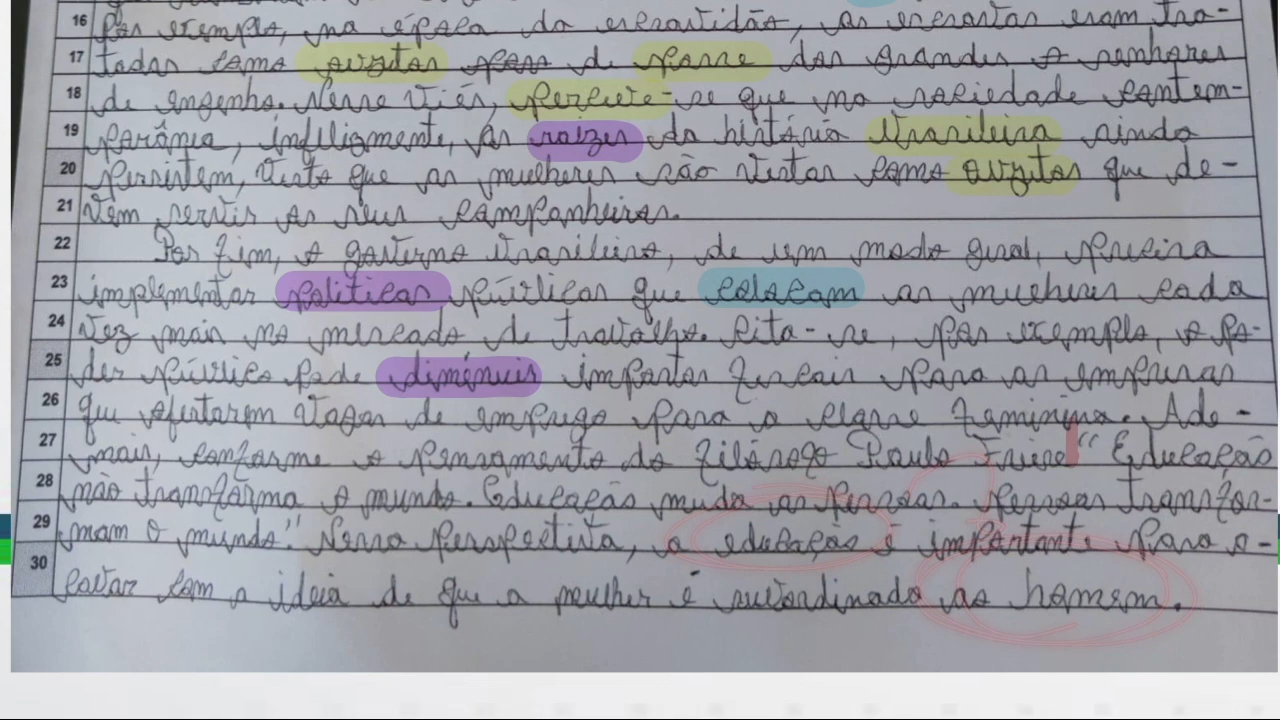 16 Por exemplo, na época da escravidão, as escravas eram tra-
17 tadas como objetos para de posse dos grandes e senhores
18 de engenho. Nesse viés, percebe-se que na sociedade contem-
19 porânea, infelizmente, as raizes da história brasileira ainda
20 persistem, visto que as mulheres são vistas como objetos que de-
21 vem servir os seus companheiros.
22 Por fim, o governo brasileiro, de um modo geral, precisa
23 implementar politicas públicas que colocam as mulheres cada
24 vez mais no mercado de trabalho. Cita-se, por exemplo, o po-
25 der público pode diminuir impostos fiscais para as empresas
26 que ofertarem vagas de emprego para a classe feminina. Ade-
27 mais, conforme o pensamento do filósofo Paulo Freire "Educação
28 não transforma o mundo. Educação muda as pessoas. Pessoas transfor-
29 mam o mundo". Nessa perspectiva, a educação é importante para a-
30 cabar com a ideia de que a mulher é subordinada ao homem.